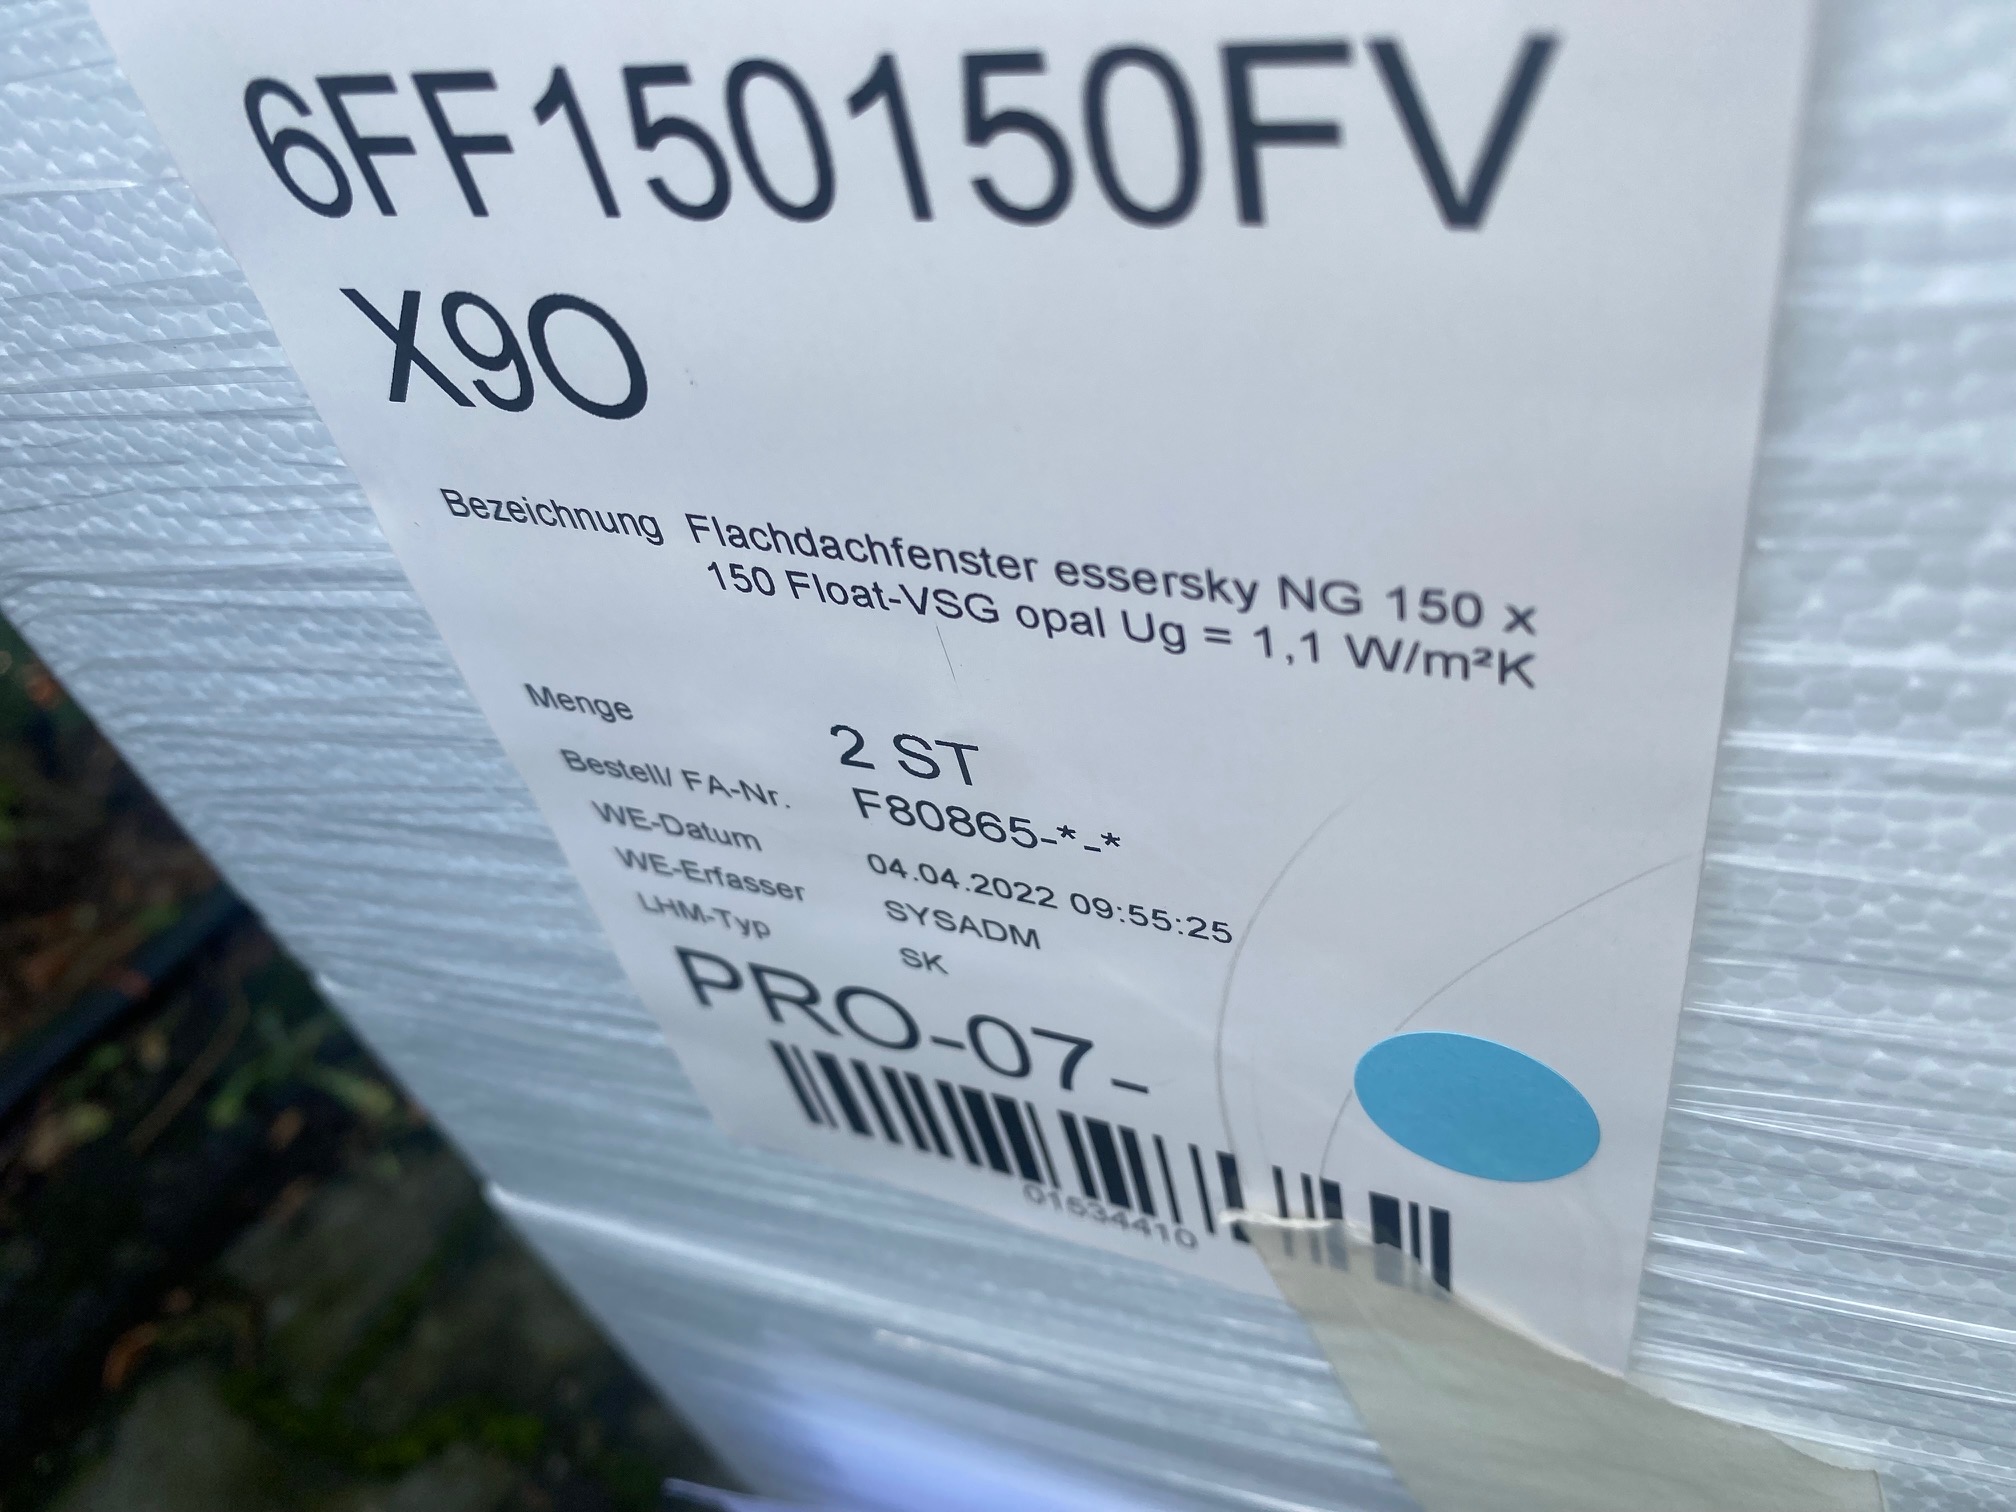 6FF150150FV
X9O
Bezeichnung Flachdachfenster essersky NG 150 x
150 Float-VSG opal Ug = 1,1 W/m²K
Menge 2 ST
Bestell/ FA-Nr. F80865-*-*
WE-Datum 04.04.2022 09:55:25
WE-Erfasser SYSADM
LHM-Typ SK
PRO-07-
01534410